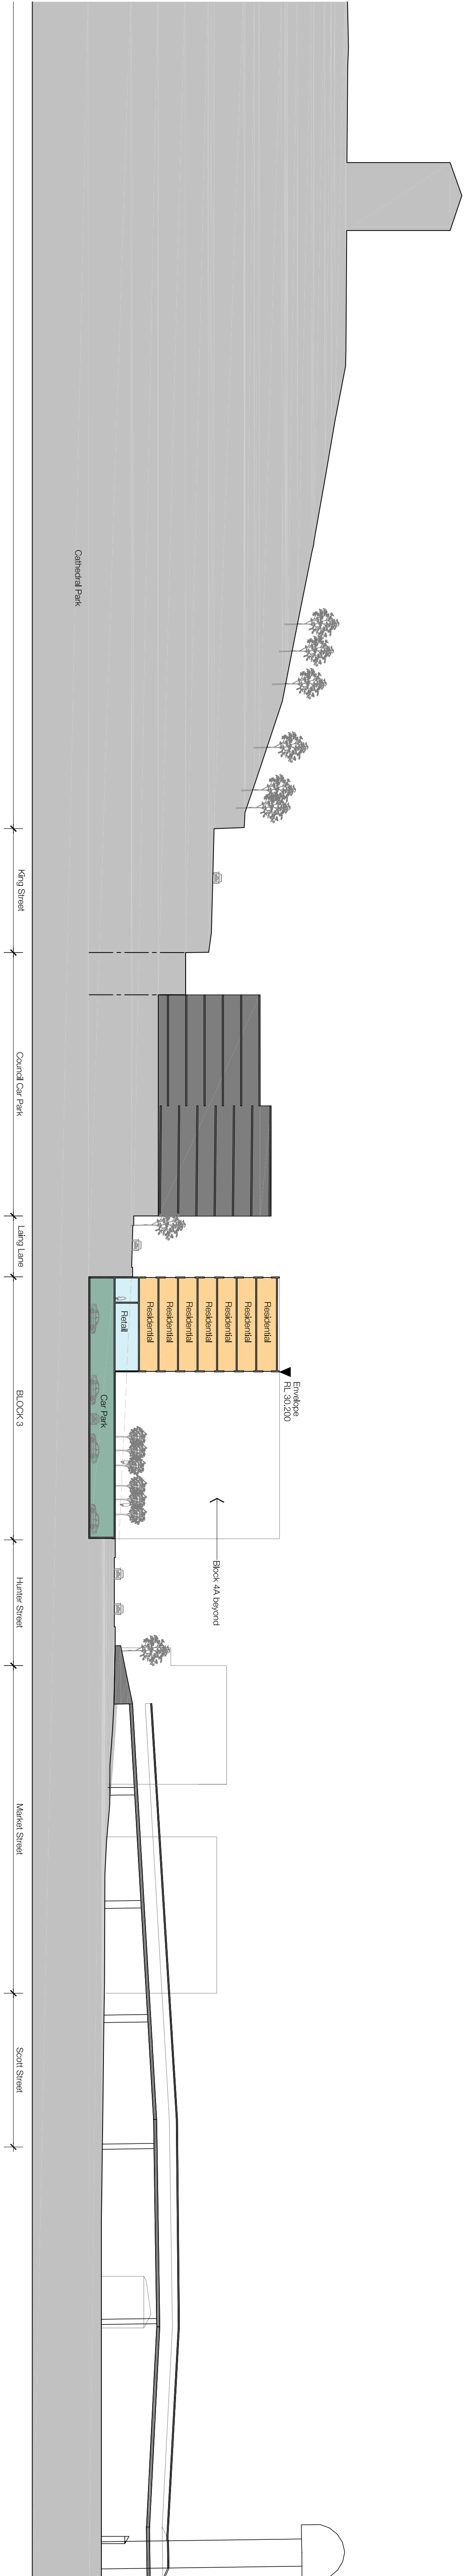 Envelope
RL 30.200
Block 4A beyond
Residential
Residential
Residential
Residential
Residential
Residential
Residential
Retail
Car Park
Cathedral Park
King Street
Council Car Park
Laing Lane
BLOCK 3
Hunter Street
Market Street
Scott Street